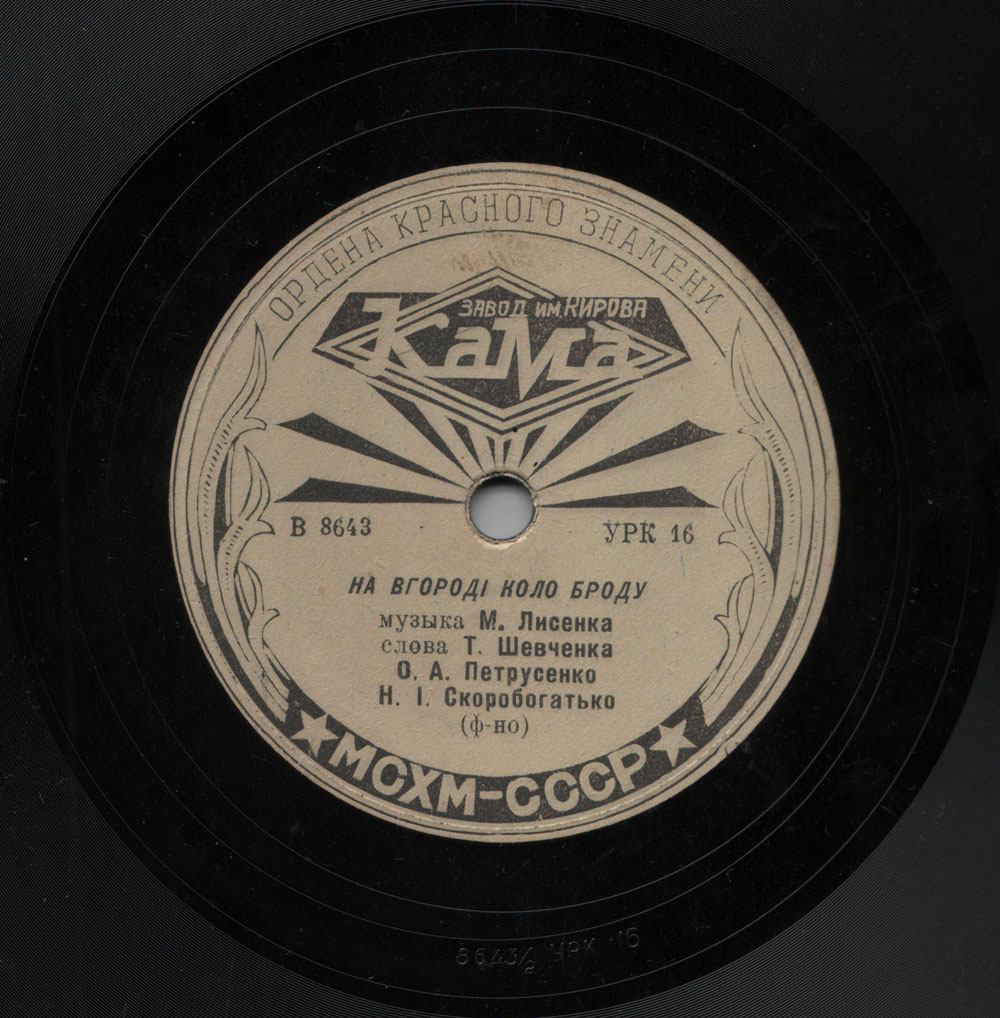 ОРДЕНА КРАСНОГО ЗНАМЕНИ
ЗАВОД ИМ. КИРОВА
КаМа
В 8643
УРК 16
НА ВГОРОДІ КОЛО БРОДУ
музыка М. Лисенка
слова Т. Шевченка
О. А. Петрусенко
Н. І. Скоробогатько
(ф-но)
МСХМ-СССР
8643/2 УРК 16